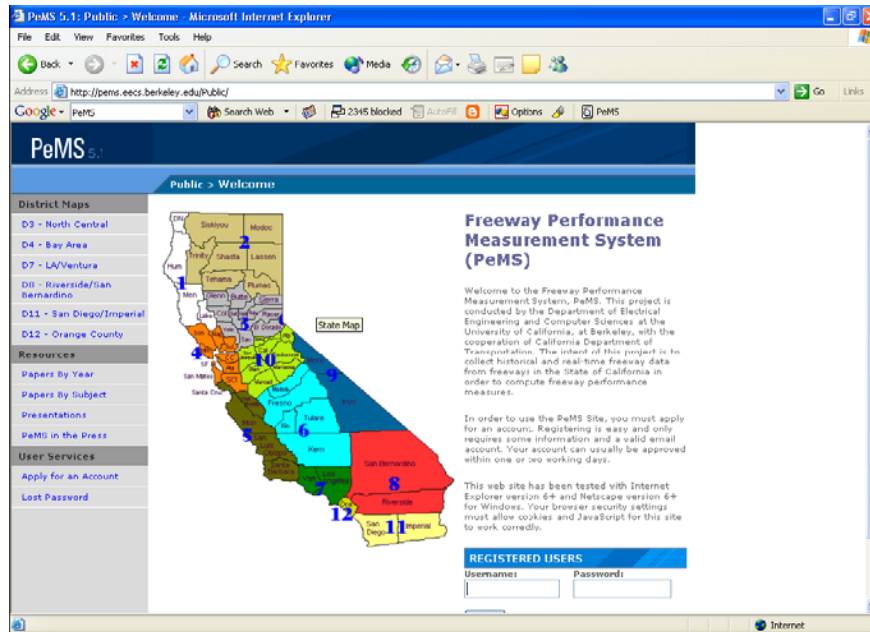 PeMS 5.1: Public > Welcome - Microsoft Internet Explorer
File Edit View Favorites Tools Help
Back Search Favorites Media
Address http://pems.eecs.berkeley.edu/Public/ Go Links
Google PeMS Search Web 2345 blocked AutoFill Options PeMS
PeMS 5.1
Public > Welcome
District Maps
D3 - North Central
D4 - Bay Area
D7 - LA/Ventura
D8 - Riverside/San
Bernardino
D11 - San Diego/Imperial
D12 - Orange County
Resources
Papers By Year
Papers By Subject
Presentations
PeMS in the Press
User Services
Apply for an Account
Lost Password
DN
Siskiyou
Modoc
2
Trinity
Shasta
Lassen
Hum
1
Tehama
Plumas
Men
Glenn
Butte
Sierra
Lake
Col
Placer
El Dorado
3
State Map
4
10
SF
San Mateo
Santa Cruz
SCl
9
Fresno
Tulare
Inyo
6
Mon
5
San
Luis
Obispo
Kern
Santa
Barbara
Ven
Los
Angeles
7
San Bernardino
8
Riverside
12
San
Diego
11
Imperial
Freeway Performance
Measurement System
(PeMS)
Welcome to the Freeway Performance
Measurement System, PeMS. This project is
conducted by the Department of Electrical
Engineering and Computer Sciences at the
University of California, at Berkeley, with the
cooperation of California Department of
Transportation. The intent of this project is to
collect historical and real-time freeway data
from freeways in the State of California in
order to compute freeway performance
measures.
In order to use the PeMS Site, you must apply
for an account. Registering is easy and only
requires some information and a valid email
account. Your account can usually be approved
within one or two working days.
This web site has been tested with Internet
Explorer version 6+ and Netscape version 6+
for Windows. Your browser security settings
must allow cookies and JavaScript for this site
to work correctly.
REGISTERED USERS
Username: Password:
Internet